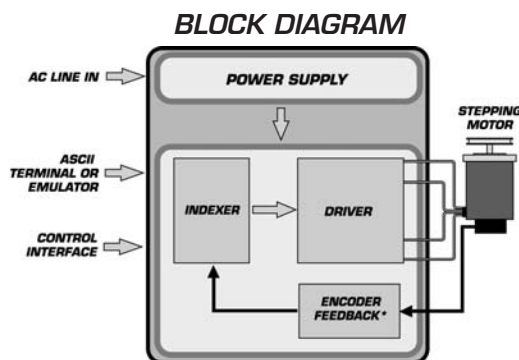 BLOCK DIAGRAM
AC LINE IN
POWER SUPPLY
STEPPING
MOTOR
ASCII
TERMINAL OR
EMULATOR
INDEXER
DRIVER
CONTROL
INTERFACE
ENCODER
FEEDBACK*